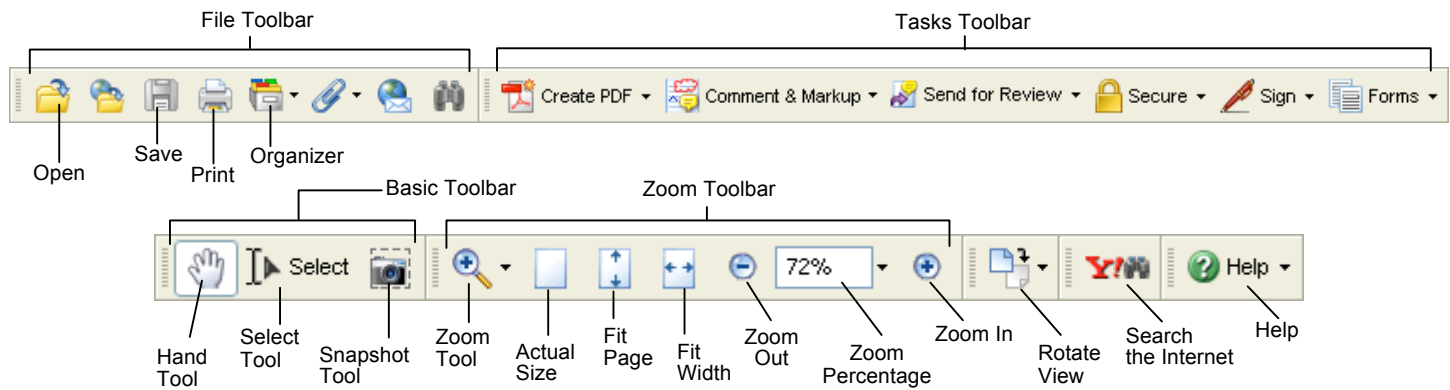 File Toolbar
Tasks Toolbar
Create PDF
Comment & Markup
Send for Review
Secure
Sign
Forms
Open
Save
Print
Organizer
Basic Toolbar
Zoom Toolbar
Select
72%
Y!
Help
Hand
Tool
Select
Tool
Snapshot
Tool
Zoom
Tool
Actual
Size
Fit
Page
Fit
Width
Zoom
Out
Zoom
Percentage
Zoom In
Rotate
View
Search
the Internet
Help